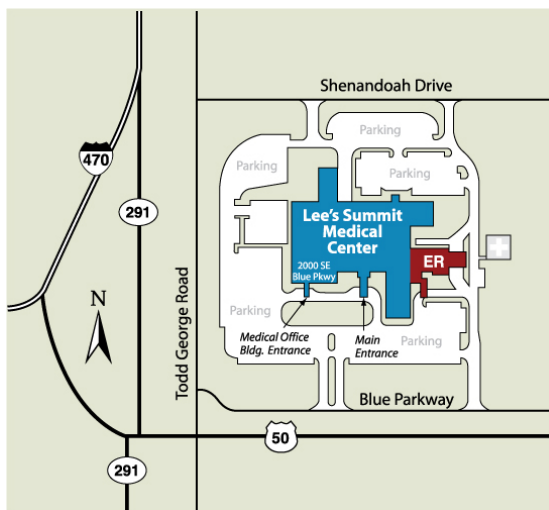 Shenandoah Drive
Parking
Parking
Parking
470
291
Lee's Summit
Medical
Center
2000 SE
Blue Pkwy
ER
N
Todd George Road
Medical Office
Bldg. Entrance
Main
Entrance
Parking
Parking
Blue Parkway
50
291